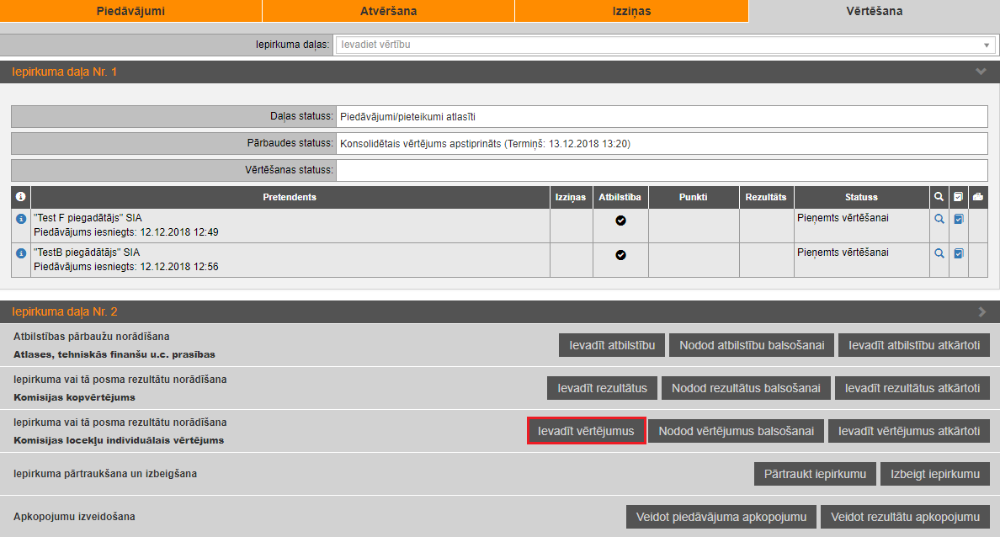 Piedāvājumi Atvēršana Izziņas Vērtēšana
Iepirkuma daļas: Ievadiet vērtību
Iepirkuma daļa Nr. 1
Daļas statuss: Piedāvājumi/pieteikumi atlasīti
Pārbaudes statuss: Konsolidētais vērtējums apstiprināts (Termiņš: 13.12.2018 13:20)
Vērtēšanas statuss:
Pretendents Izziņas Atbilstība Punkti Rezultāts Statuss
"Test F piegadātājs" SIA Pieņemts vērtēšanai
Piedāvājums iesniegts: 12.12.2018 12:49
"TestB piegādātājs" SIA Pieņemts vērtēšanai
Piedāvājums iesniegts: 12.12.2018 12:56
Iepirkuma daļa Nr. 2
Atbilstības pārbaužu norādīšana
Atlases, tehniskās finanšu u.c. prasības
Ievadīt atbilstību Nodod atbilstību balsošanai Ievadīt atbilstību atkārtoti
Iepirkuma vai tā posma rezultātu norādīšana
Komisijas kopvērtējums
Ievadīt rezultātus Nodod rezultātus balsošanai Ievadīt rezultātus atkārtoti
Iepirkuma vai tā posma rezultātu norādīšana
Komisijas locekļu individuālais vērtējums
Ievadīt vērtējumus Nodod vērtējumus balsošanai Ievadīt vērtējumus atkārtoti
Iepirkuma pārtraukšana un izbeigšana Pārtraukt iepirkumu Izbeigt iepirkumu
Apkopojumu izveidošana Veidot piedāvājuma apkopojumu Veidot rezultātu apkopojumu